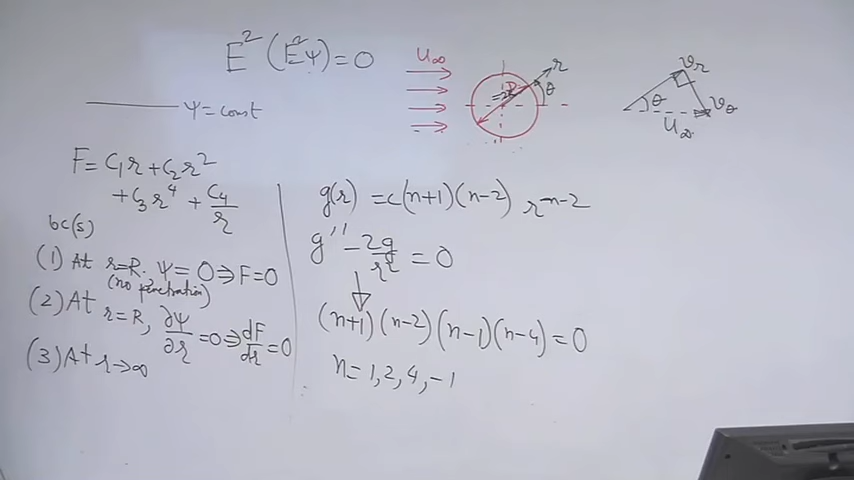 E²(E²Ψ)=0
U∞
r
θ
R
ϑr
θ
ϑθ
U∞
Ψ=const
F=C₁r+C₂r²
+C₃r⁴+C₄/r
bc(s)
(1) At r=R, Ψ=0⇒F=0
(no penetration)
(2) At r=R, ∂Ψ/∂r=0⇒dF/dr=0
(3) At r→∞
g(r)=c(n+1)(n-2) r^n-2
g''-2g/r²=0
(n+1)(n-2)(n-1)(n-4)=0
n=1,2,4,-1